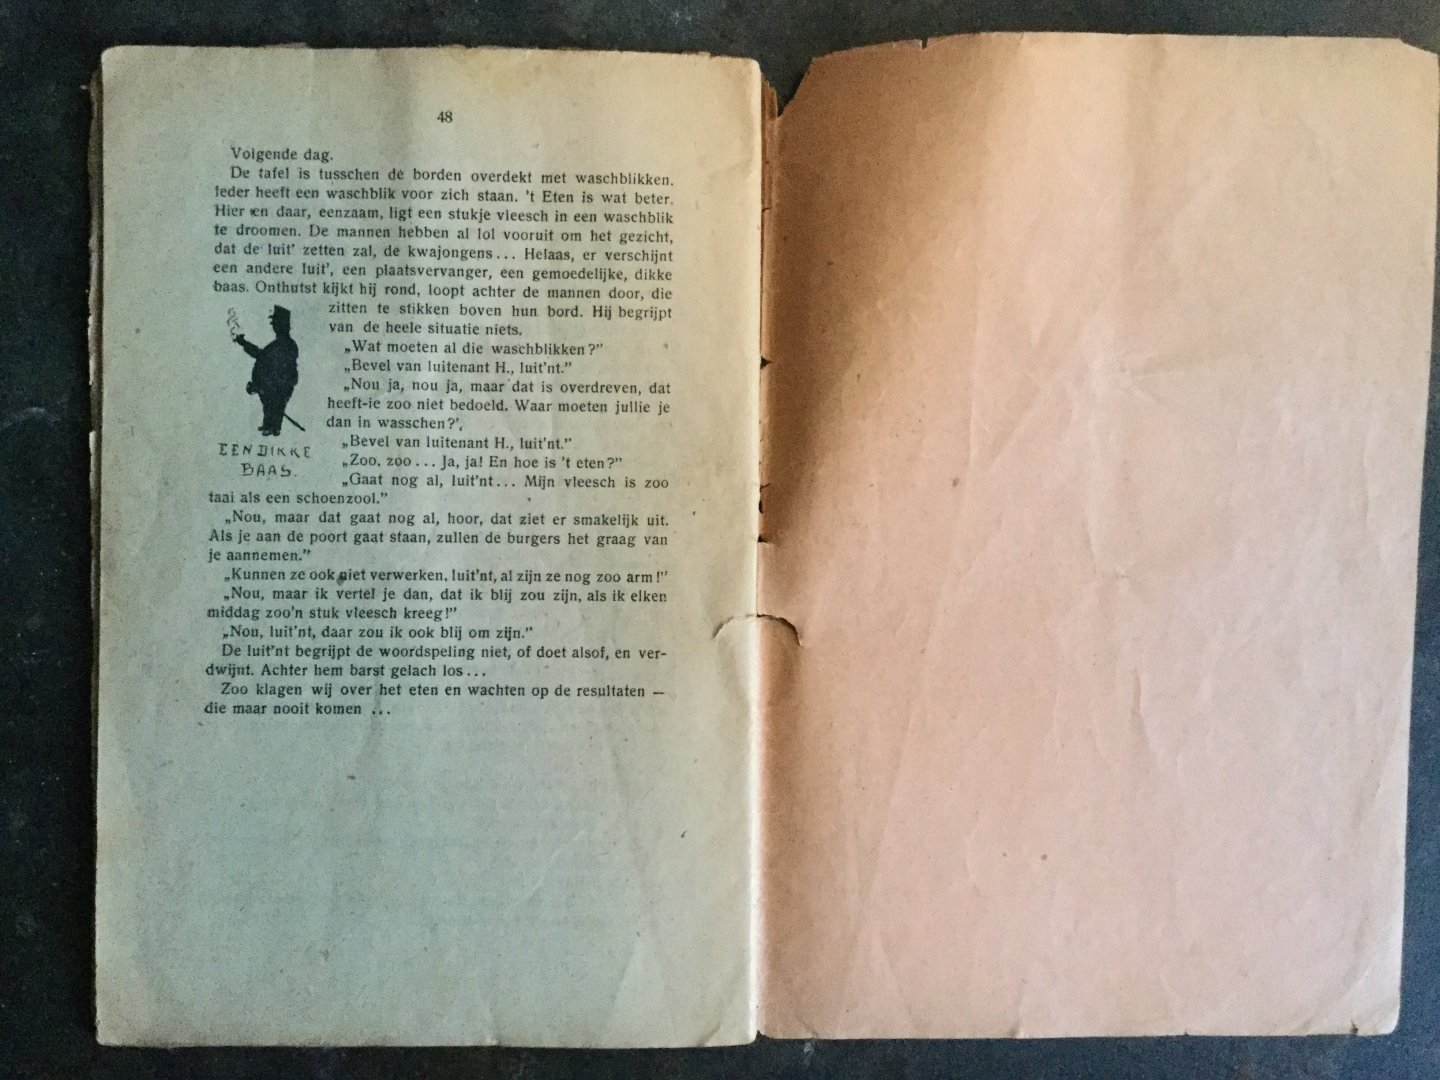 48
Volgende dag.
De tafel is tusschen de borden overdekt met waschblikken.
Ieder heeft een waschblik voor zich staan. 't Eten is wat beter.
Hier en daar, eenzaam, ligt een stukje vleesch in een waschblik
te droomen. De mannen hebben al lol vooruit om het gezicht,
dat de luit' zetten zal, de kwajongens... Helaas, er verschijnt
een andere luit', een plaatsvervanger, een gemoedelijke, dikke
baas. Onthutst kijkt hij rond, loopt achter de mannen door, die
zitten te stikken boven hun bord. Hij begrijpt
van de heele situatie niets.
„Wat moeten al die waschblikken?”
„Bevel van luitenant H., luit'nt.”
„Nou ja, nou ja, maar dat is overdreven, dat
heeft-ie zoo niet bedoeld. Waar moeten jullie je
dan in wasschen?',
„Bevel van luitenant H., luit'nt.”
„Zoo, zoo... Ja, ja! En hoe is 't eten?”
„Gaat nog al, luit'nt... Mijn vleesch is zoo
taai als een schoenzool.”
EEN DIKKE
BAAS.
„Nou, maar dat gaat nog al, hoor, dat ziet er smakelijk uit.
Als je aan de poort gaat staan, zullen de burgers het graag van
je aannemen.”
„Kunnen ze ook niet verwerken, luit'nt, al zijn ze nog zoo arm!”
„Nou, maar ik vertel je dan, dat ik blij zou zijn, als ik elken
middag zoo'n stuk vleesch kreeg!”
„Nou, luit'nt, daar zou ik ook blij om zijn.”
De luit'nt begrijpt de woordspeling niet, of doet alsof, en ver-
dwijnt. Achter hem barst gelach los...
Zoo klagen wij over het eten en wachten op de resultaten —
die maar nooit komen ...